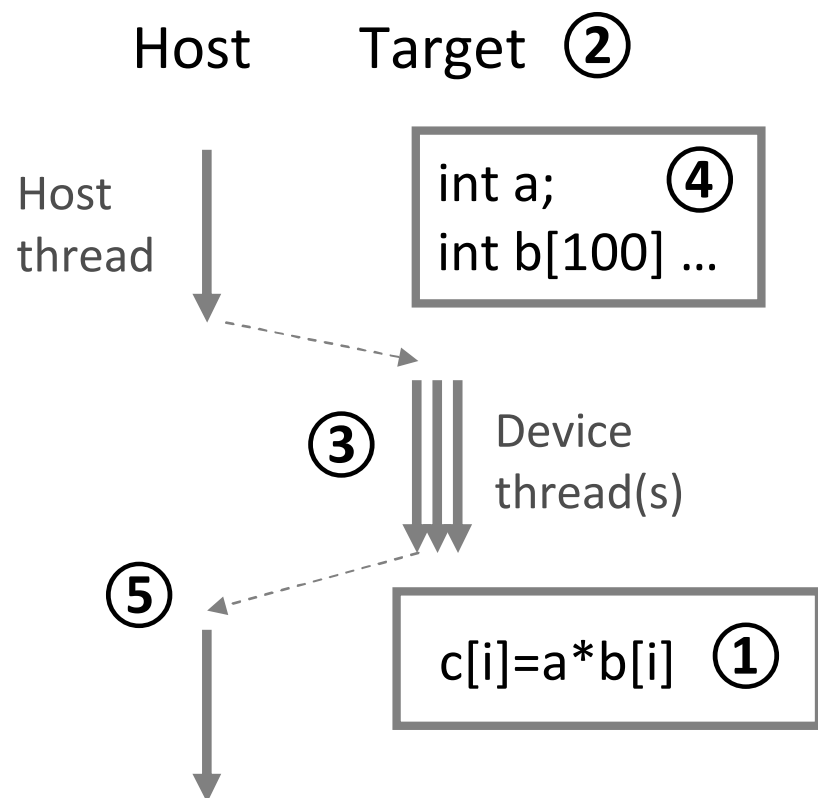 Host Target ②
Host
thread
int a; ④
int b[100] ...
③
Device
thread(s)
⑤
c[i]=a*b[i] ①